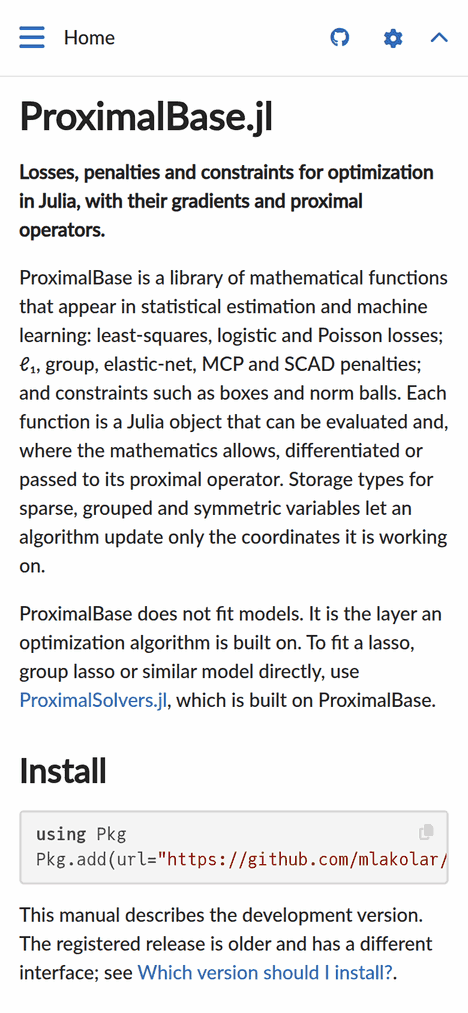 Home
ProximalBase.jl
Losses, penalties and constraints for optimization
in Julia, with their gradients and proximal
operators.
ProximalBase is a library of mathematical functions
that appear in statistical estimation and machine
learning: least-squares, logistic and Poisson losses;
ℓ₁, group, elastic-net, MCP and SCAD penalties;
and constraints such as boxes and norm balls. Each
function is a Julia object that can be evaluated and,
where the mathematics allows, differentiated or
passed to its proximal operator. Storage types for
sparse, grouped and symmetric variables let an
algorithm update only the coordinates it is working
on.
ProximalBase does not fit models. It is the layer an
optimization algorithm is built on. To fit a lasso,
group lasso or similar model directly, use
ProximalSolvers.jl, which is built on ProximalBase.
Install
using Pkg
Pkg.add(url="https://github.com/mlakolar/
This manual describes the development version.
The registered release is older and has a different
interface; see Which version should I install?.